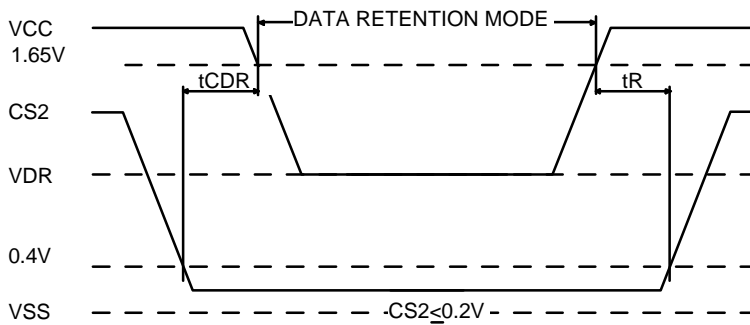 DATA RETENTION MODE
VCC
1.65V
tCDR
tR
CS2
VDR
0.4V
CS2≤0.2V
VSS